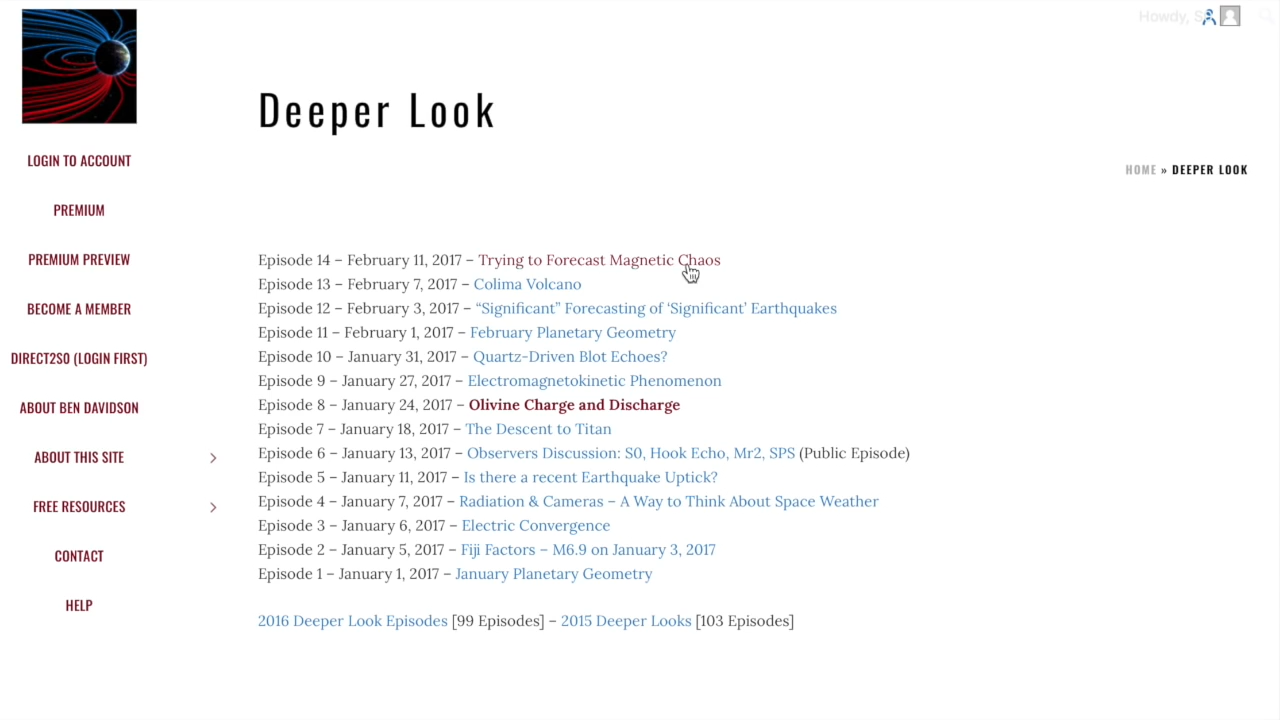 Howdy, S
Deeper Look
LOGIN TO ACCOUNT
PREMIUM
PREMIUM PREVIEW
BECOME A MEMBER
DIRECT2S0 (LOGIN FIRST)
ABOUT BEN DAVIDSON
ABOUT THIS SITE
FREE RESOURCES
CONTACT
HELP
HOME » DEEPER LOOK
Episode 14 – February 11, 2017 – Trying to Forecast Magnetic Chaos
Episode 13 – February 7, 2017 – Colima Volcano
Episode 12 – February 3, 2017 – “Significant” Forecasting of ‘Significant’ Earthquakes
Episode 11 – February 1, 2017 – February Planetary Geometry
Episode 10 – January 31, 2017 – Quartz-Driven Blot Echoes?
Episode 9 – January 27, 2017 – Electromagnetokinetic Phenomenon
Episode 8 – January 24, 2017 – Olivine Charge and Discharge
Episode 7 – January 18, 2017 – The Descent to Titan
Episode 6 – January 13, 2017 – Observers Discussion: S0, Hook Echo, Mr2, SPS (Public Episode)
Episode 5 – January 11, 2017 – Is there a recent Earthquake Uptick?
Episode 4 – January 7, 2017 – Radiation & Cameras – A Way to Think About Space Weather
Episode 3 – January 6, 2017 – Electric Convergence
Episode 2 – January 5, 2017 – Fiji Factors – M6.9 on January 3, 2017
Episode 1 – January 1, 2017 – January Planetary Geometry
2016 Deeper Look Episodes [99 Episodes] – 2015 Deeper Looks [103 Episodes]